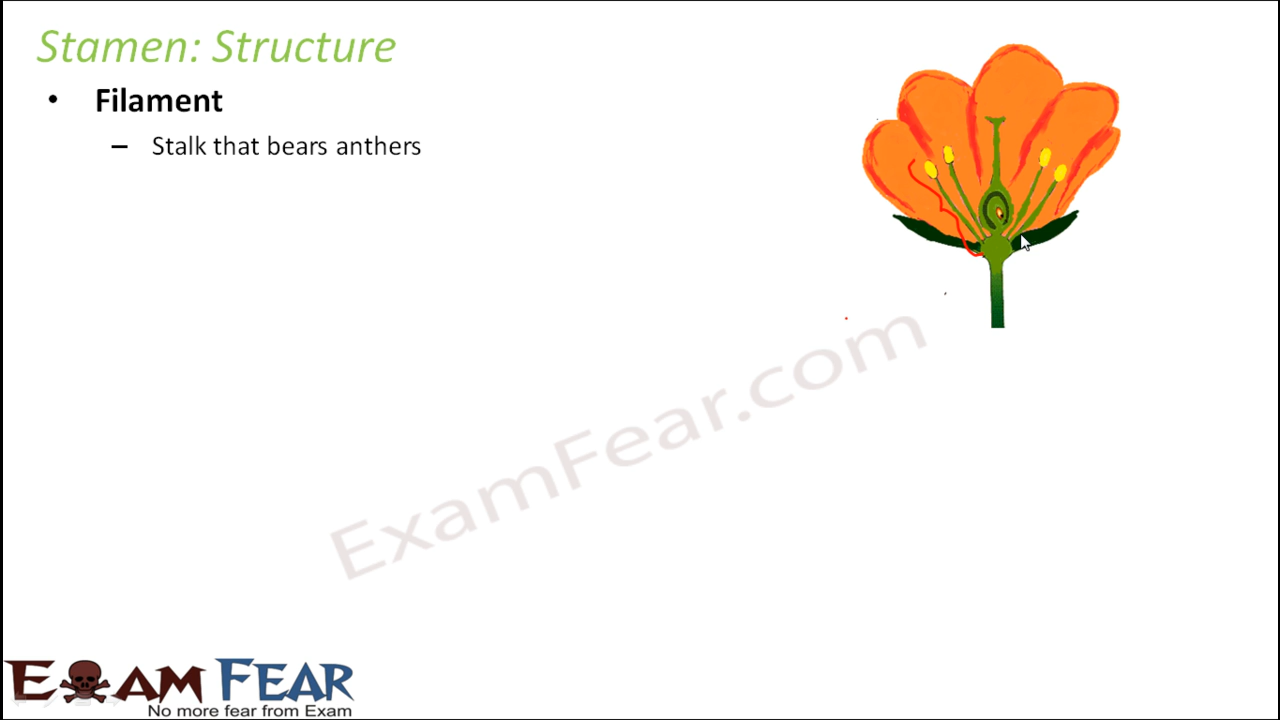 Stamen: Structure
• Filament
– Stalk that bears anthers
ExamFear.com
EXAM FEAR
No more fear from Exam